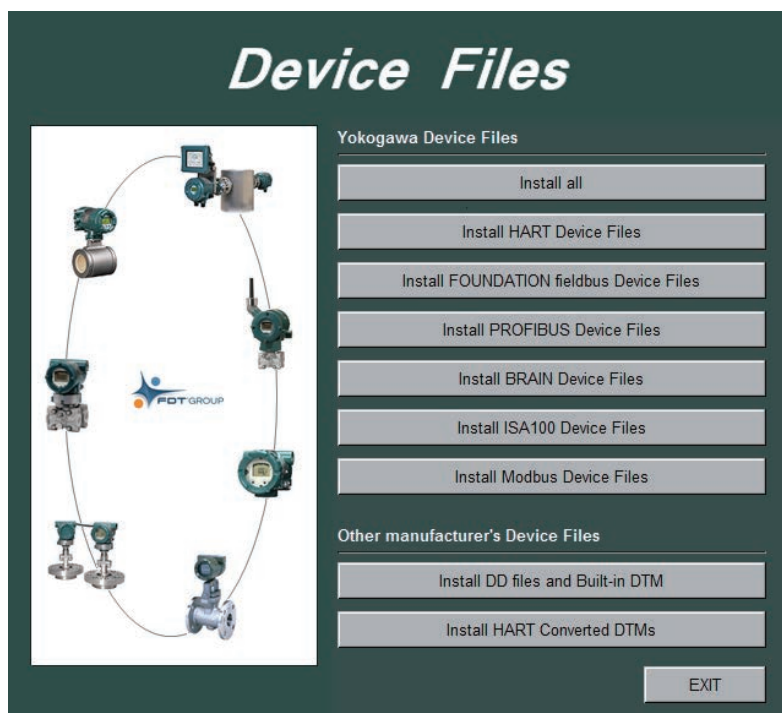 Device Files
Yokogawa Device Files
Install all
Install HART Device Files
Install FOUNDATION fieldbus Device Files
Install PROFIBUS Device Files
Install BRAIN Device Files
Install ISA100 Device Files
Install Modbus Device Files
FDT GROUP
Other manufacturer's Device Files
Install DD files and Built-in DTM
Install HART Converted DTMs
EXIT